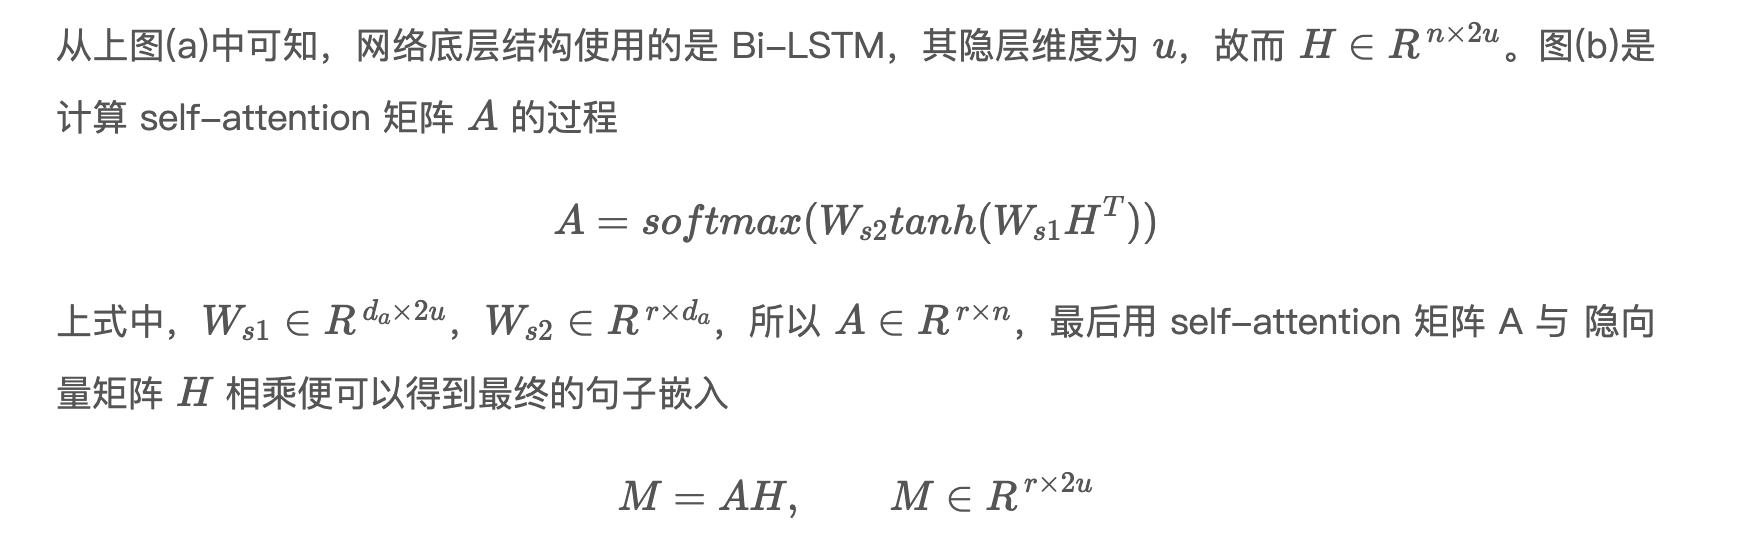 从上图(a)中可知，网络底层结构使用的是 Bi-LSTM，其隐层维度为 $u$，故而 $H \in R^{n \times 2u}$。图(b)是
计算 self-attention 矩阵 $A$ 的过程
$A = softmax(W_{s2}tanh(W_{s1}H^T))$
上式中，$W_{s1} \in R^{d_a \times 2u}$，$W_{s2} \in R^{r \times d_a}$，所以 $A \in R^{r \times n}$，最后用 self-attention 矩阵 A 与 隐向
量矩阵 $H$ 相乘便可以得到最终的句子嵌入
$M = AH, \qquad M \in R^{r \times 2u}$